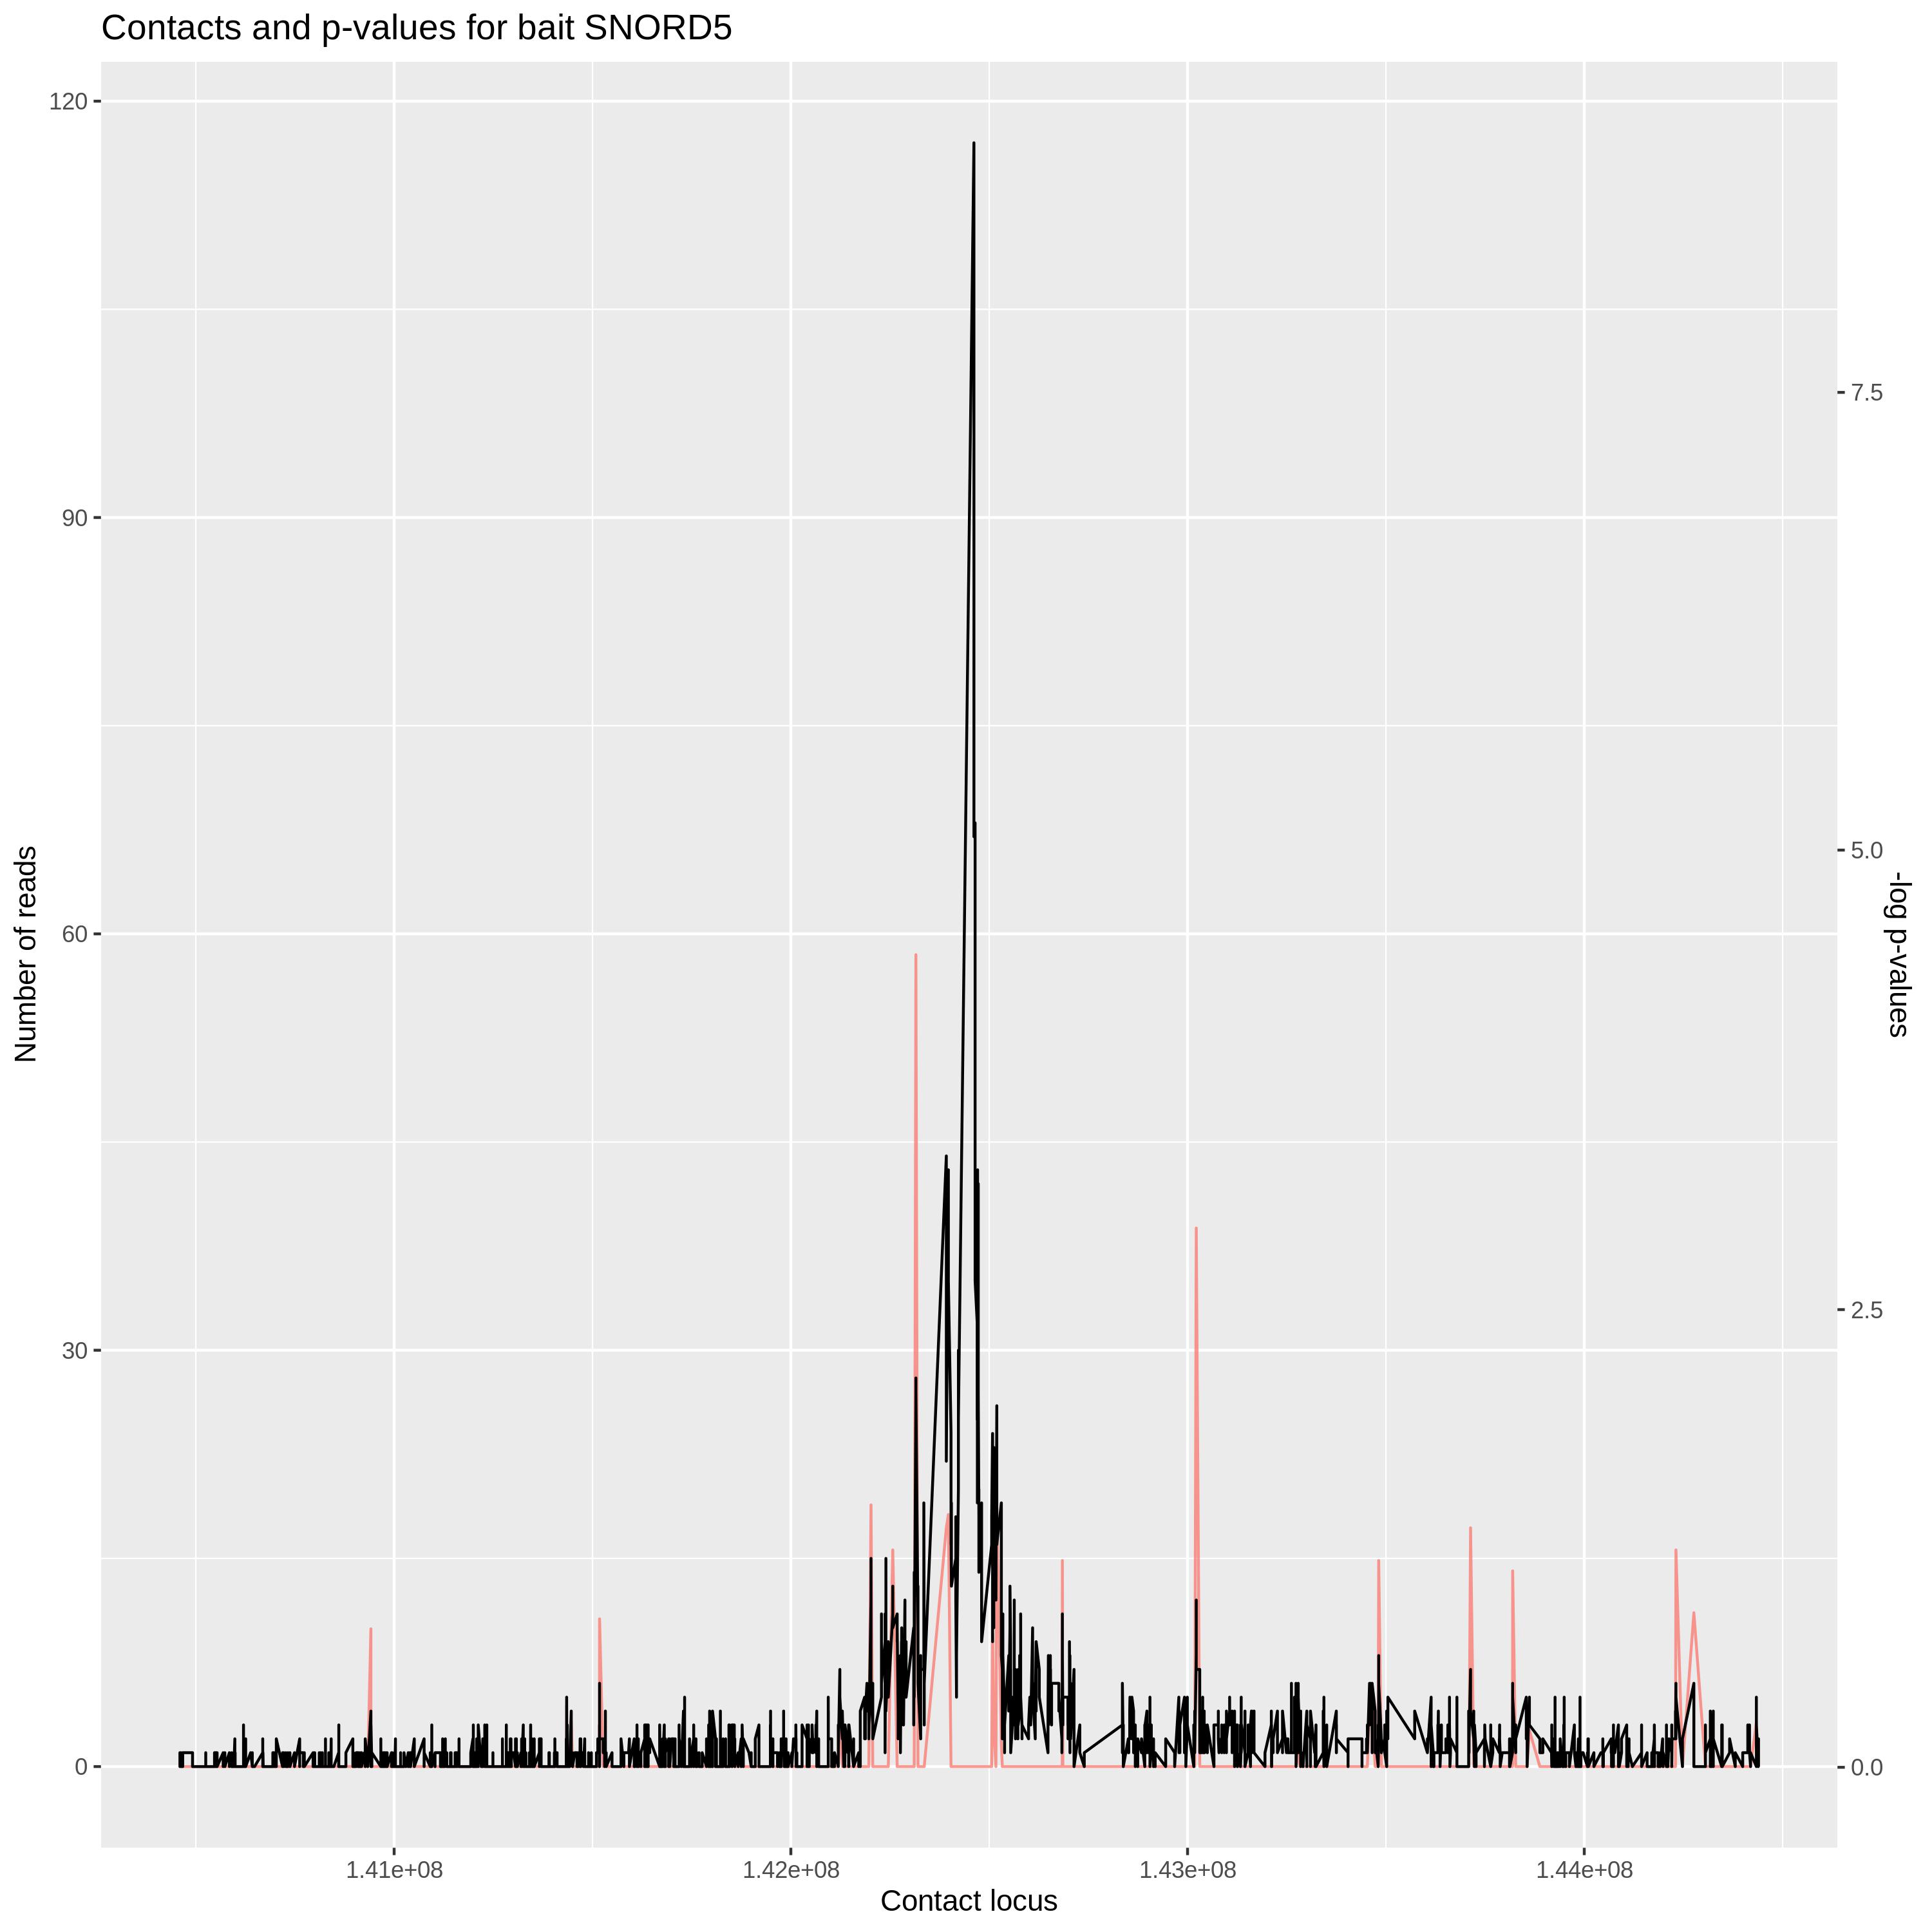 Contacts and p-values for bait SNORD5
120
90
60
30
0
Number of reads
7.5
5.0
2.5
0.0
-log p-values
1.41e+08
1.42e+08
1.43e+08
1.44e+08
Contact locus